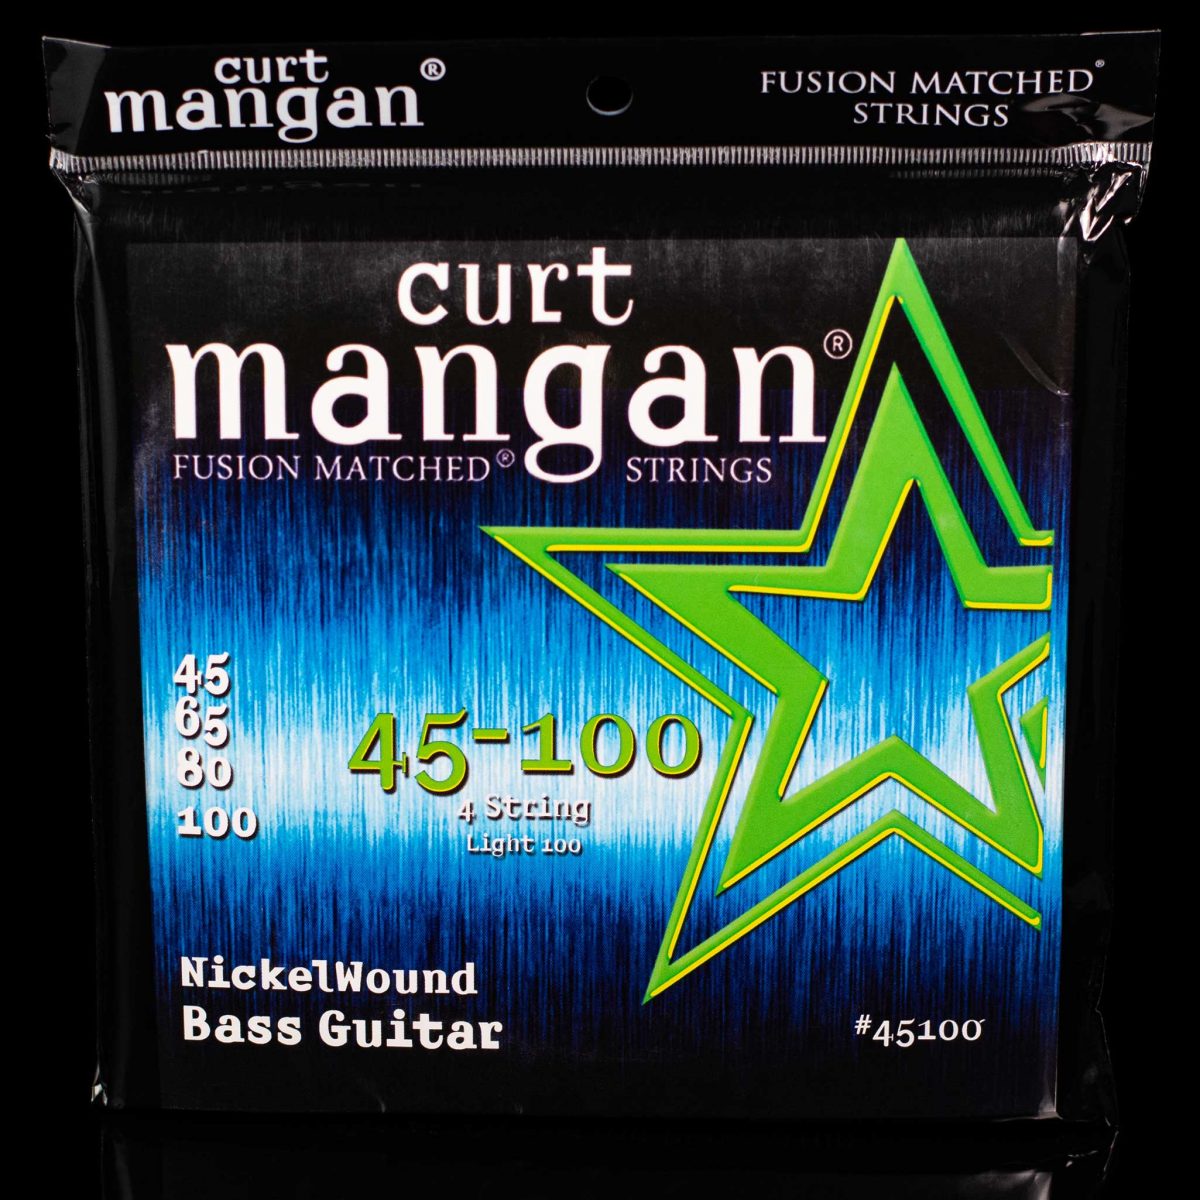 curt
mangan®
FUSION MATCHED®
STRINGS
curt
mangan®
FUSION MATCHED® STRINGS
45
65
80
100
45-100
4 String
Light 100
NickelWound
Bass Guitar
#45100